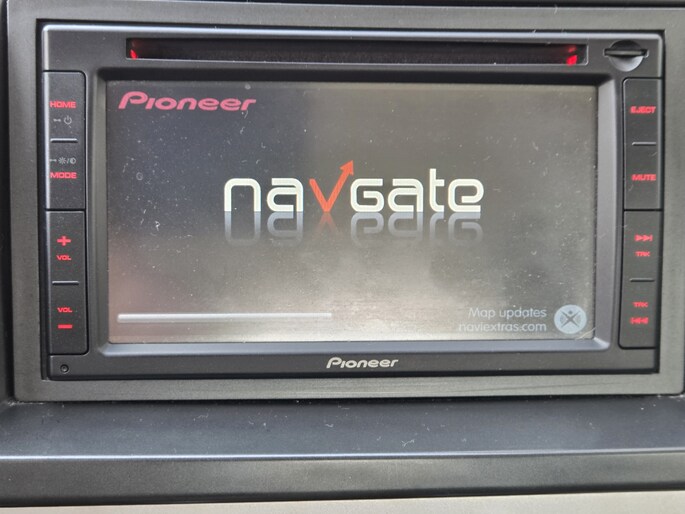 Pioneer
navgate
Map updates
naviextras.com
HOME
MODE
+
VOL
VOL
-
EJECT
MUTE
TRK
TRK
Pioneer